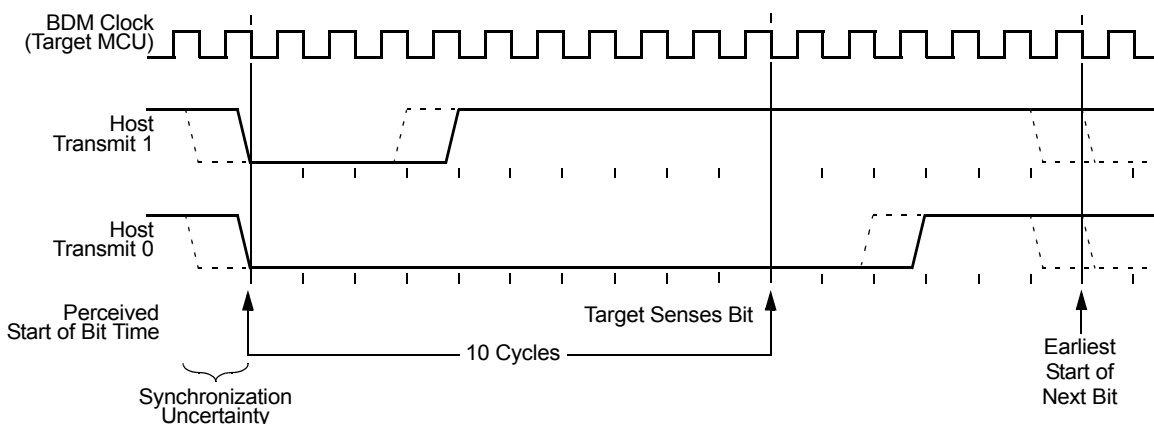 BDM Clock
(Target MCU)
Host
Transmit 1
Host
Transmit 0
Perceived
Start of Bit Time
Target Senses Bit
10 Cycles
Earliest
Start of
Next Bit
Synchronization
Uncertainty